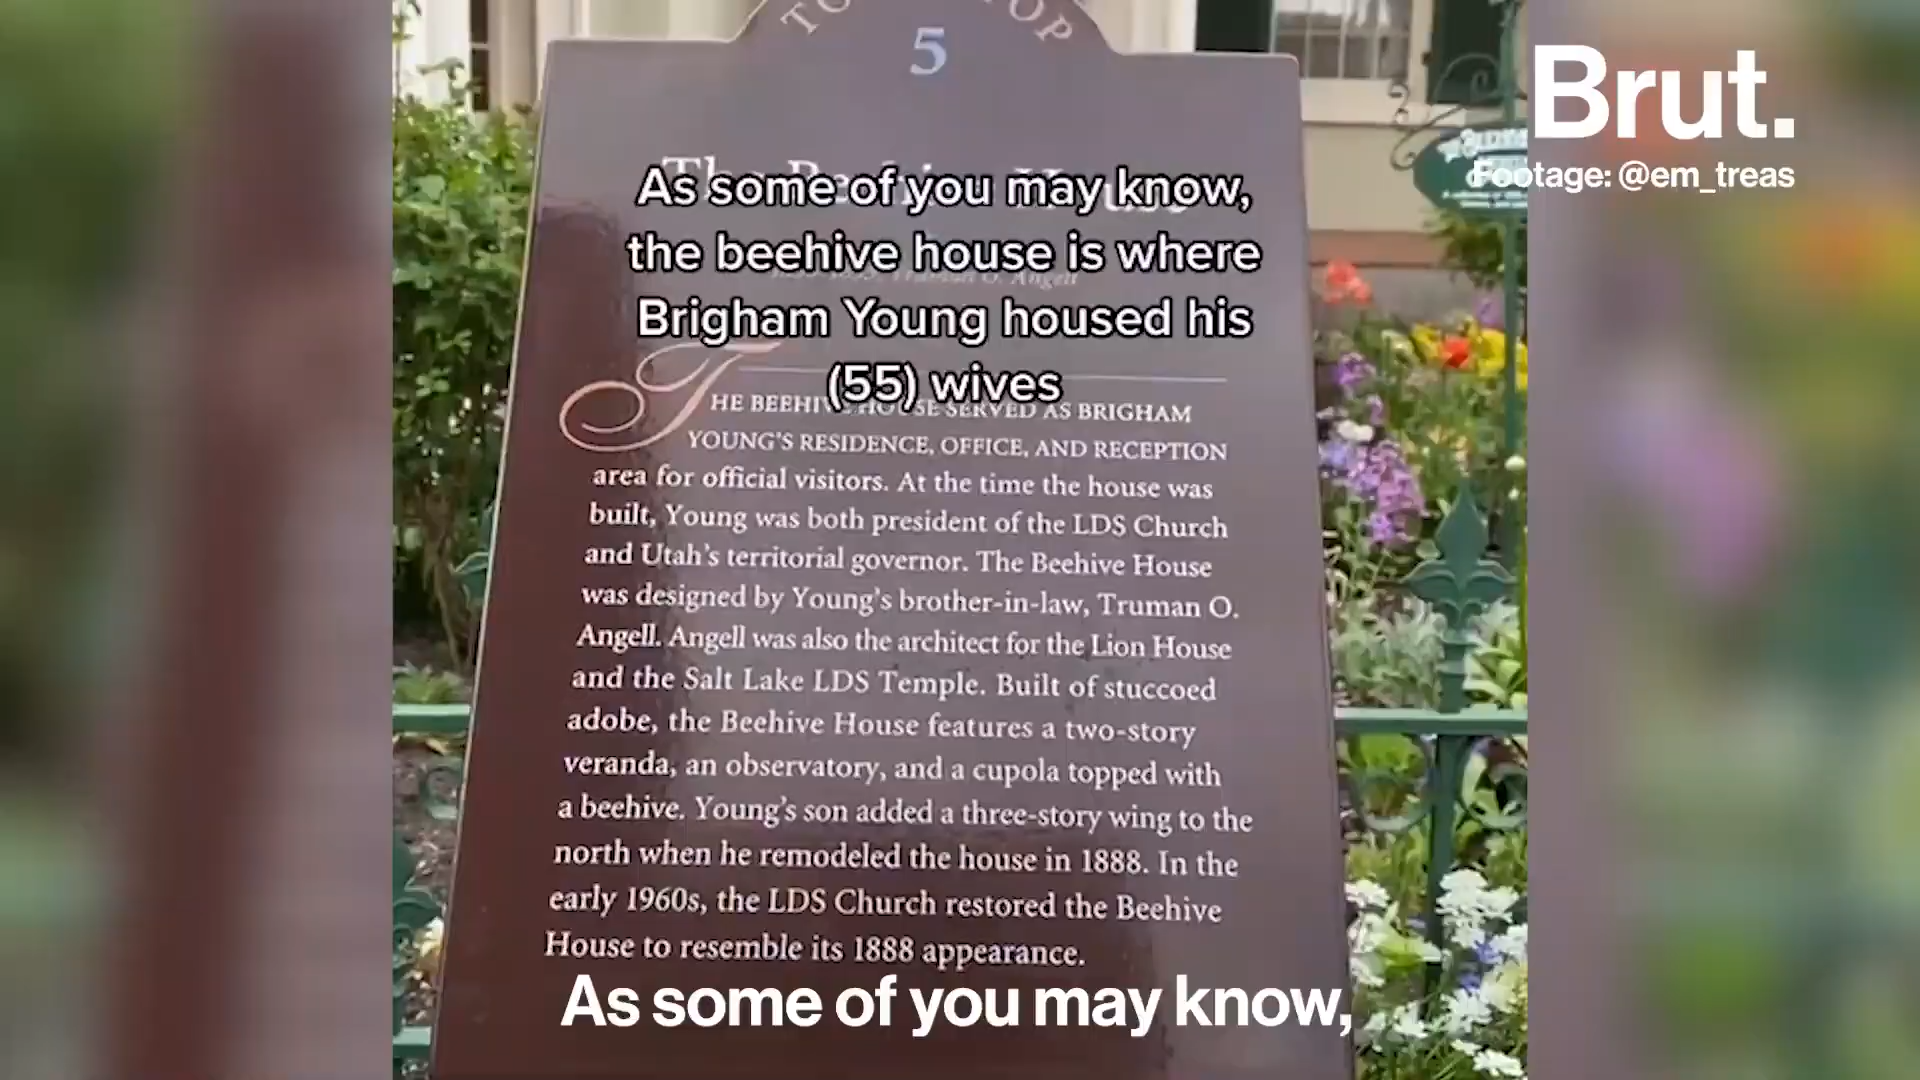 5
Brut.
Footage: @em_treas
As some of you may know,
the beehive house is where
Brigham Young housed his
(55) wives
HE BEEHIVE HOUSE SERVED AS BRIGHAM
YOUNG'S RESIDENCE, OFFICE, AND RECEPTION
area for official visitors. At the time the house was
built, Young was both president of the LDS Church
and Utah's territorial governor. The Beehive House
was designed by Young's brother-in-law, Truman O.
Angell. Angell was also the architect for the Lion House
and the Salt Lake LDS Temple. Built of stuccoed
adobe, the Beehive House features a two-story
veranda, an observatory, and a cupola topped with
a beehive. Young's son added a three-story wing to the
north when he remodeled the house in 1888. In the
early 1960s, the LDS Church restored the Beehive
House to resemble its 1888 appearance.
As some of you may know,